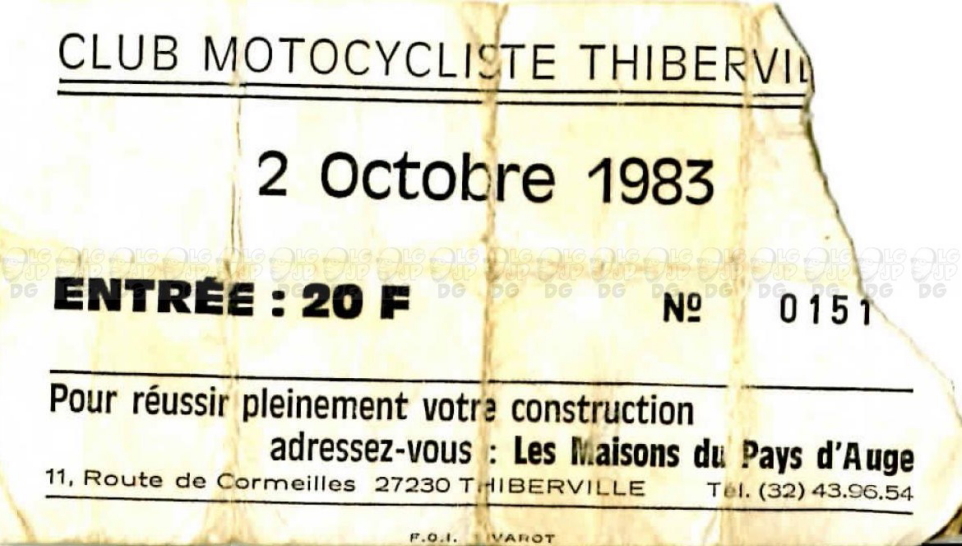 CLUB MOTOCYCLISTE THIBERVIL
2 Octobre 1983
ENTRÉE : 20 F Nº 0151
Pour réussir pleinement votre construction
adressez-vous : Les Maisons du Pays d'Auge
11, Route de Cormeilles 27230 THIBERVILLE Tél. (32) 43.96.54
F.O.I.